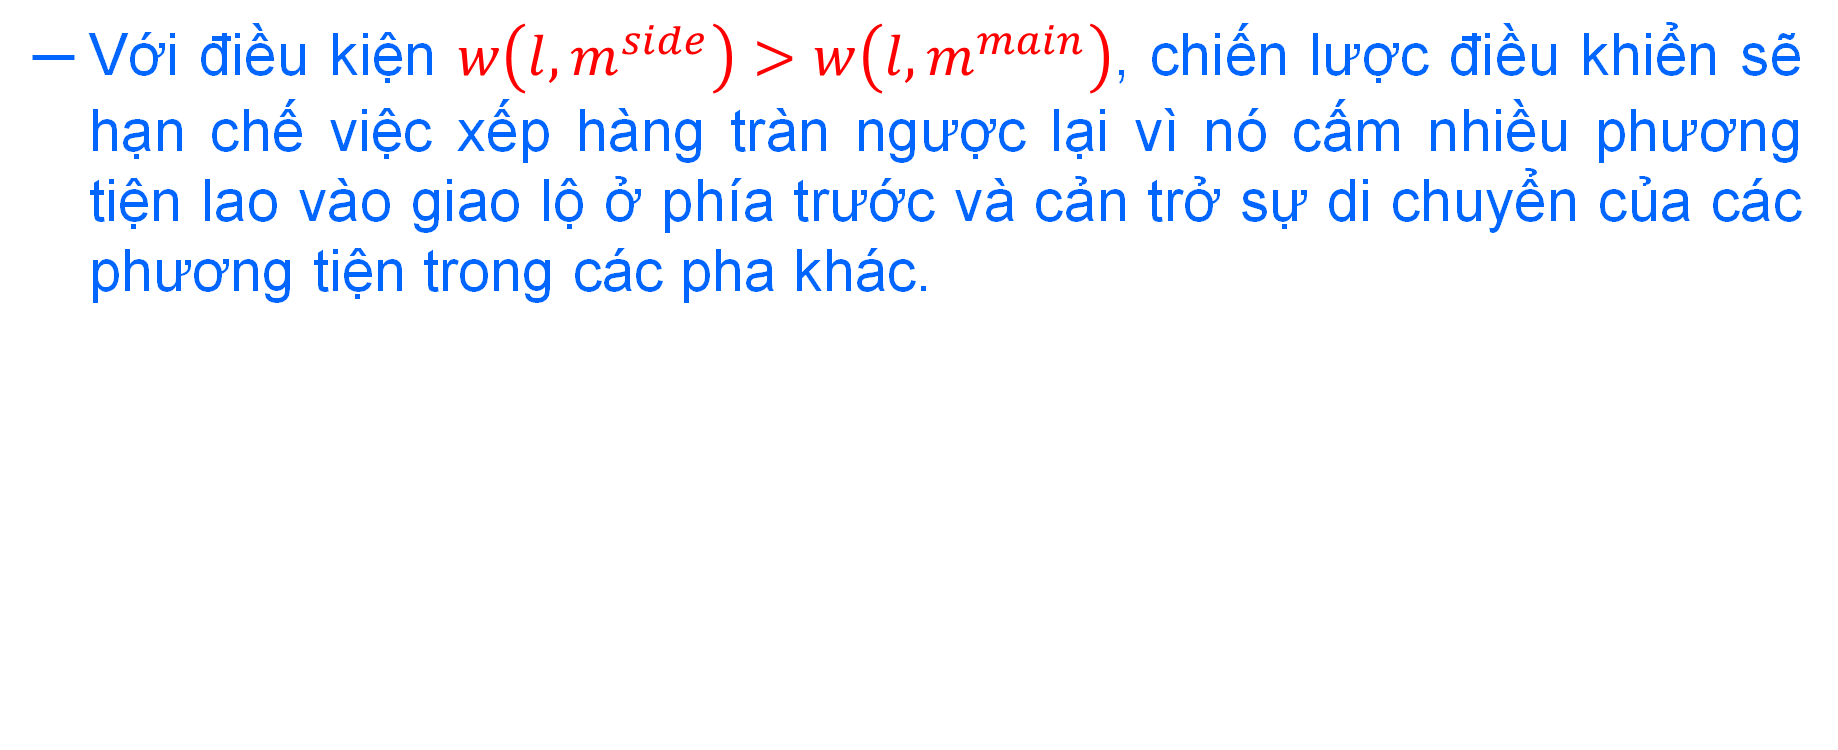 — Với điều kiện w(l, m^side) > w(l, m^main), chiến lược điều khiển sẽ
hạn chế việc xếp hàng tràn ngược lại vì nó cấm nhiều phương
tiện lao vào giao lộ ở phía trước và cản trở sự di chuyển của các
phương tiện trong các pha khác.